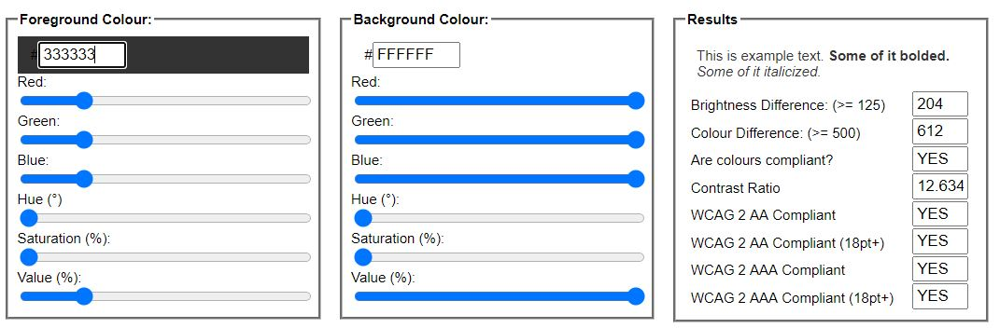 Foreground Colour:
#333333
Red:
Green:
Blue:
Hue (°)
Saturation (%):
Value (%):
Background Colour:
#FFFFFF
Red:
Green:
Blue:
Hue (°):
Saturation (%):
Value (%):
Results
This is example text. Some of it bolded.
Some of it italicized.
Brightness Difference: (>= 125) 204
Colour Difference: (>= 500) 612
Are colours compliant? YES
Contrast Ratio 12.634
WCAG 2 AA Compliant YES
WCAG 2 AA Compliant (18pt+) YES
WCAG 2 AAA Compliant YES
WCAG 2 AAA Compliant (18pt+) YES